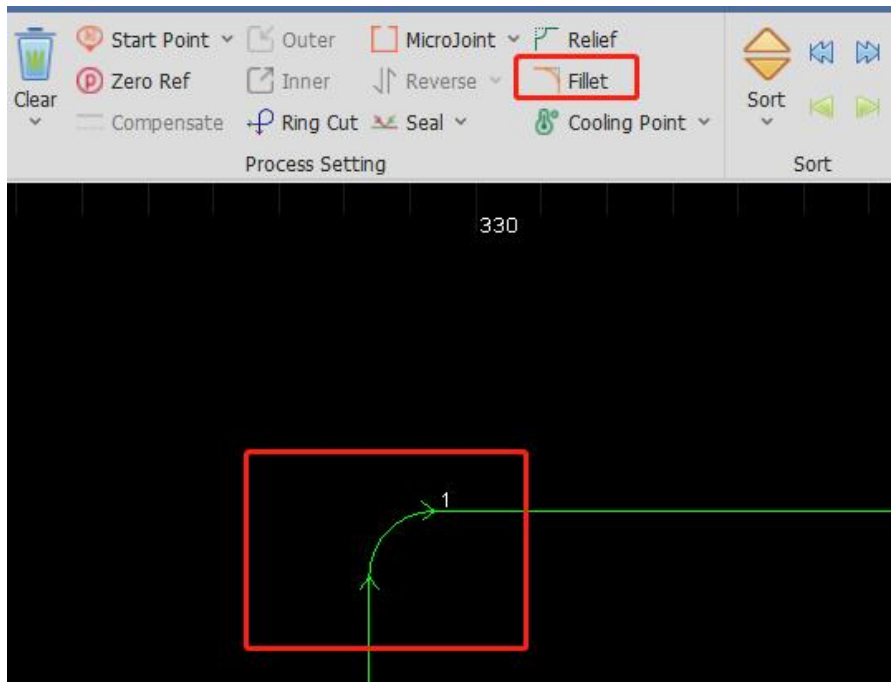 Start Point Outer MicroJoint Relief
Zero Ref Inner Reverse Fillet
Clear Sort
Compensate Ring Cut Seal Cooling Point
Process Setting Sort
330
1